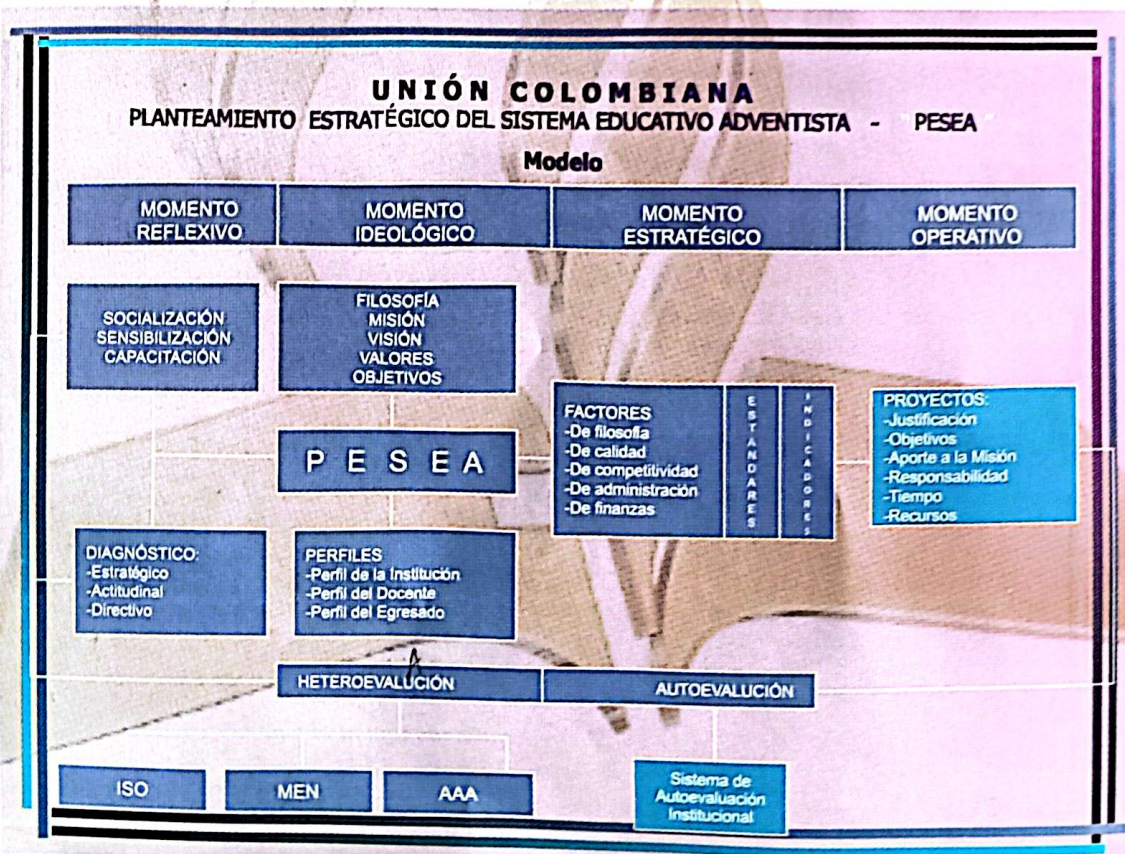 UNIÓN COLOMBIANA
PLANTEAMIENTO ESTRATÉGICO DEL SISTEMA EDUCATIVO ADVENTISTA - PESEA
Modelo
MOMENTO
REFLEXIVO
MOMENTO
IDEOLÓGICO
MOMENTO
ESTRATÉGICO
MOMENTO
OPERATIVO
SOCIALIZACIÓN
SENSIBILIZACIÓN
CAPACITACIÓN
FILOSOFÍA
MISIÓN
VISIÓN
VALORES
OBJETIVOS
P E S E A
FACTORES
-De filosofía
-De calidad
-De competitividad
-De administración
-De finanzas
ESTANDARES
INDICADORES
PROYECTOS:
-Justificación
-Objetivos
-Aporte a la Misión
-Responsabilidad
-Tiempo
-Recursos
DIAGNÓSTICO:
-Estratégico
-Actitudinal
-Directivo
PERFILES
-Perfil de la Institución
-Perfil del Docente
-Perfil del Egresado
HETEROEVALUCIÓN
AUTOEVALUCIÓN
ISO
MEN
AAA
Sistema de
Autoevaluación
Institucional